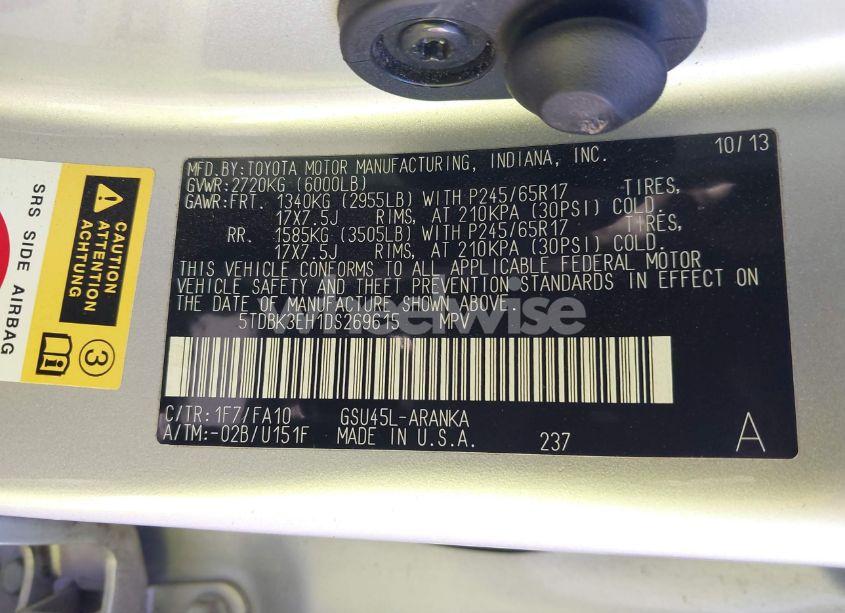 MFD.BY:TOYOTA MOTOR MANUFACTURING, INDIANA, INC. 10/13
GVWR:2720KG (6000LB)
GAWR:FRT. 1340KG (2955LB) WITH P245/65R17 TIRES,
17X7.5J RIMS, AT 210KPA (30PSI) COLD.
RR. 1585KG (3505LB) WITH P245/65R17 TIRES,
17X7.5J RIMS, AT 210KPA (30PSI) COLD.
THIS VEHICLE CONFORMS TO ALL APPLICABLE FEDERAL MOTOR
VEHICLE SAFETY AND THEFT PREVENTION STANDARDS IN EFFECT ON
THE DATE OF MANUFACTURE SHOWN ABOVE.
5TDBK3EH1DS269615 MPV
C/TR:1F7/FA10 GSU45L-ARANKA
A/TM:-02B/U151F MADE IN U.S.A. 237 A
SRS SIDE AIRBAG
CAUTION
ATTENTION
ACHTUNG
3
wheelwise